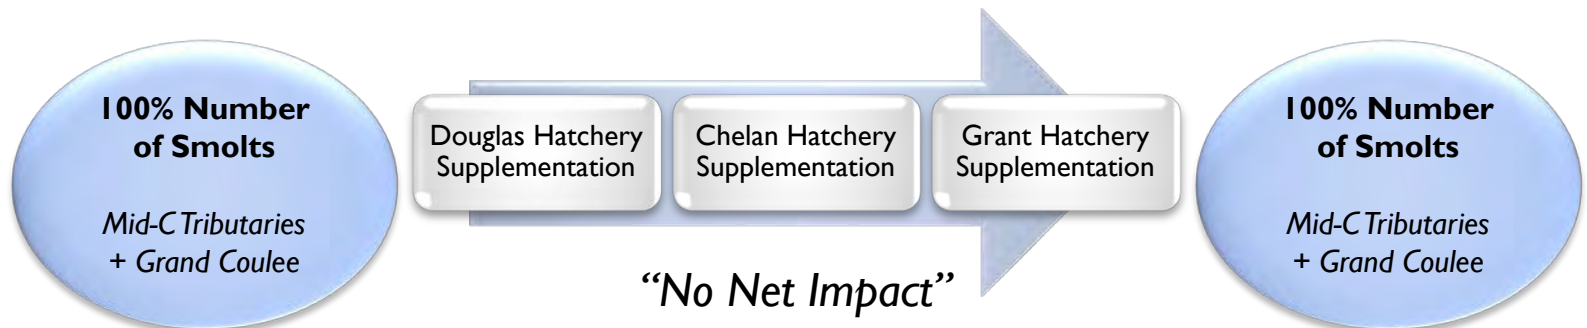 100% Number
of Smolts
Mid-C Tributaries
+ Grand Coulee
Douglas Hatchery
Supplementation
Chelan Hatchery
Supplementation
Grant Hatchery
Supplementation
“No Net Impact”
100% Number
of Smolts
Mid-C Tributaries
+ Grand Coulee